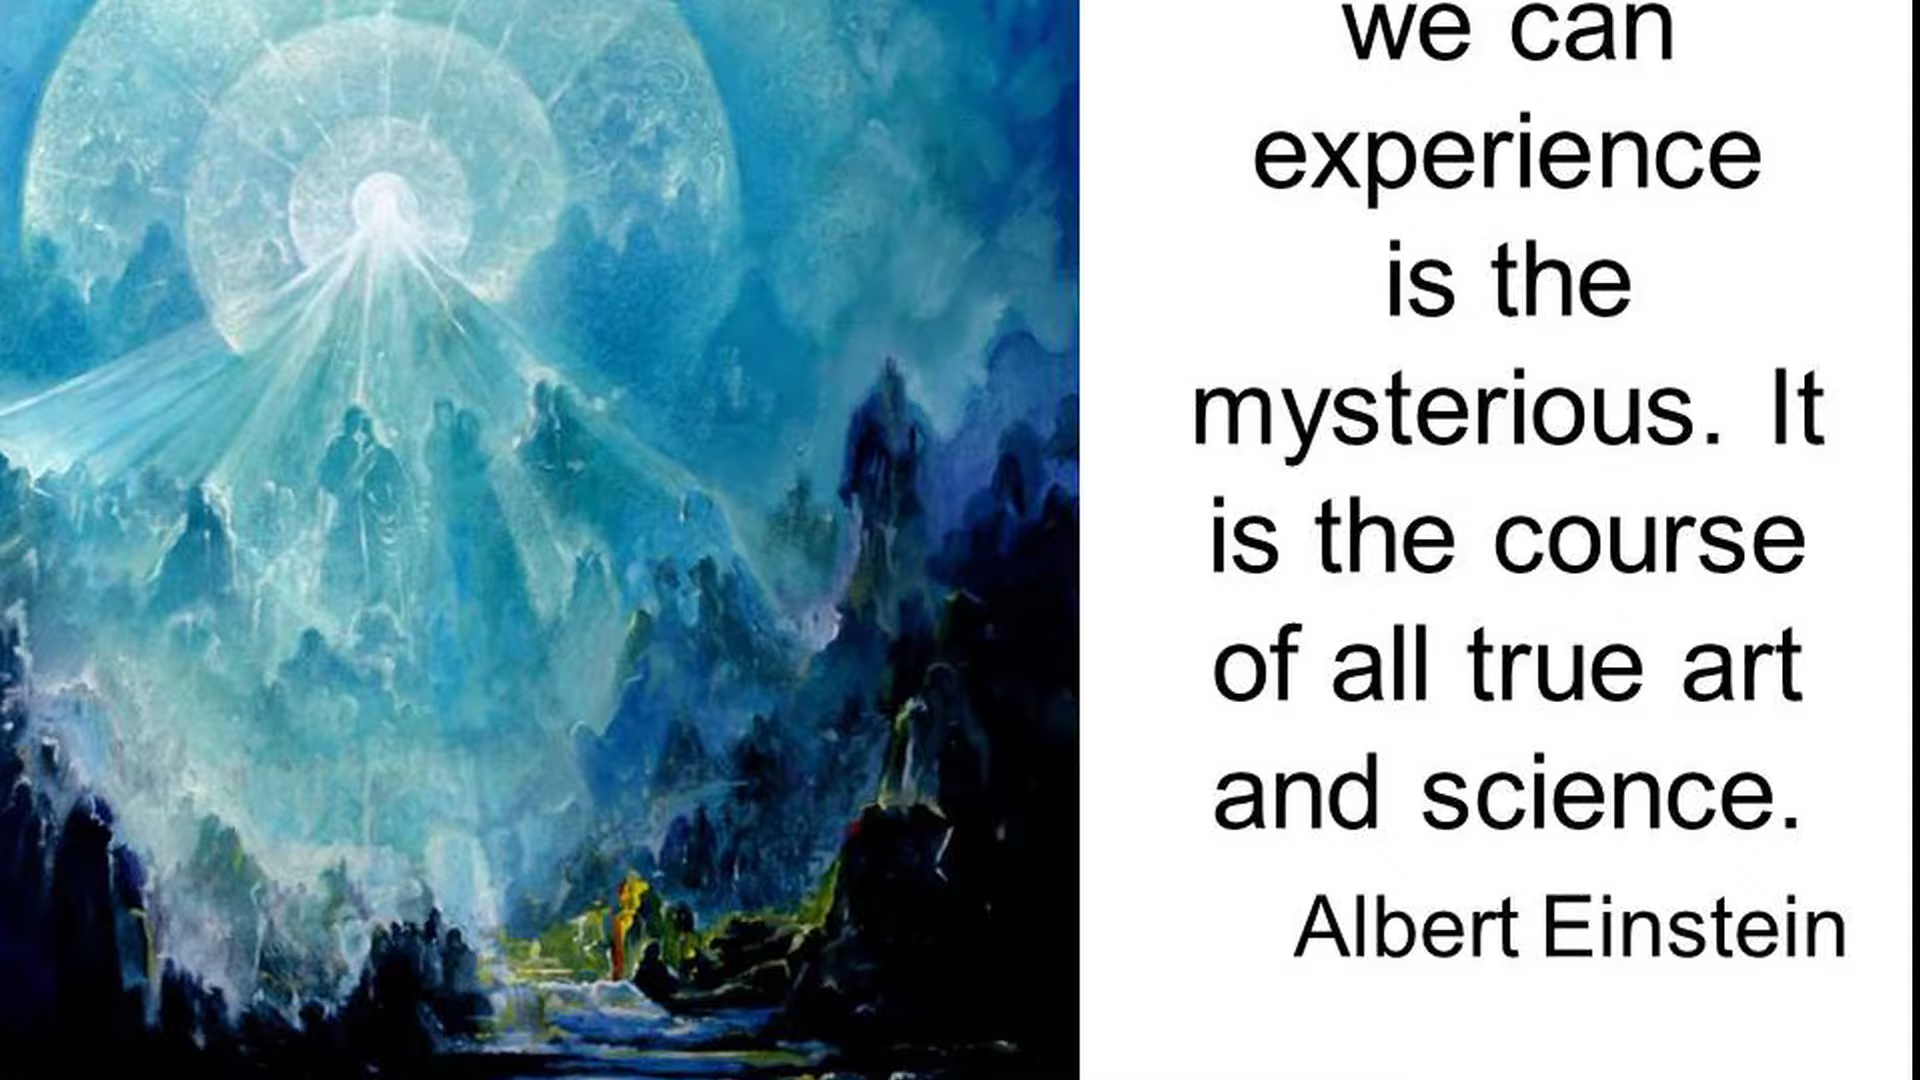 we can
experience
is the
mysterious. It
is the course
of all true art
and science.
Albert Einstein